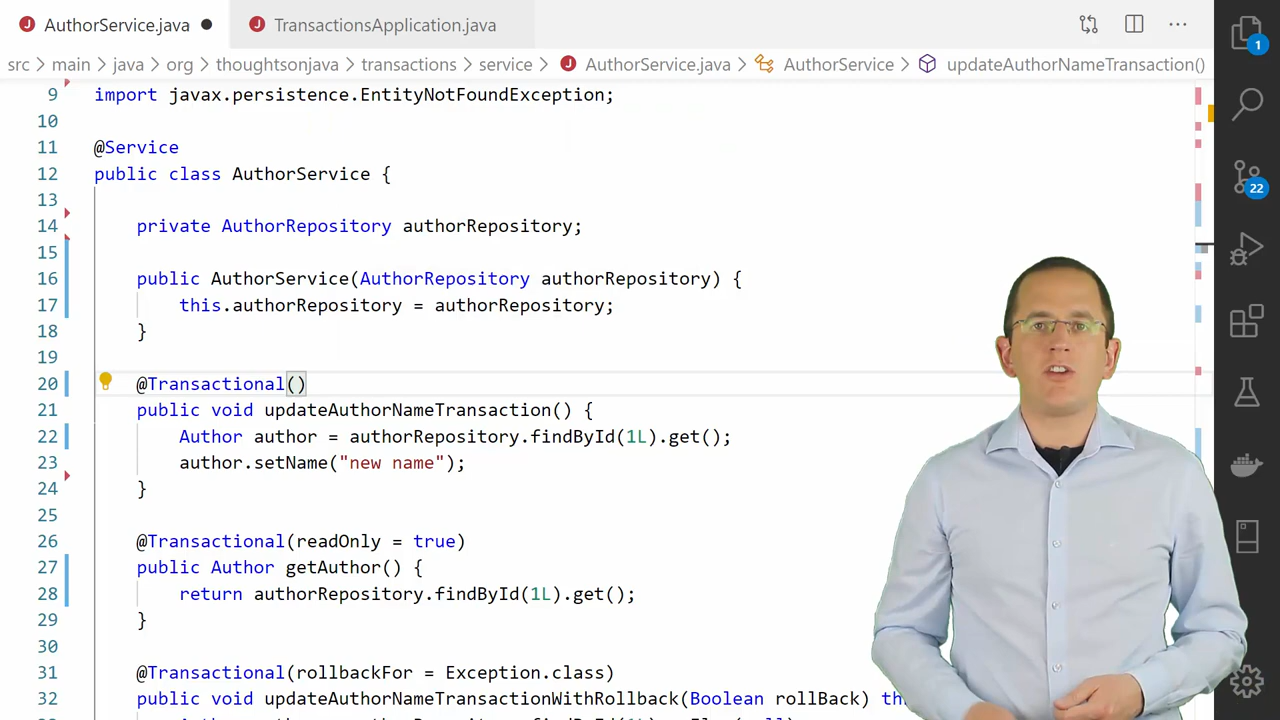 AuthorService.java
TransactionsApplication.java
src > main > java > org > thoughtsonjava > transactions > service > AuthorService.java > AuthorService > updateAuthorNameTransaction()
9 import javax.persistence.EntityNotFoundException;
10
11 @Service
12 public class AuthorService {
13
14 private AuthorRepository authorRepository;
15
16 public AuthorService(AuthorRepository authorRepository) {
17 this.authorRepository = authorRepository;
18 }
19
20 @Transactional()
21 public void updateAuthorNameTransaction() {
22 Author author = authorRepository.findById(1L).get();
23 author.setName("new name");
24 }
25
26 @Transactional(readOnly = true)
27 public Author getAuthor() {
28 return authorRepository.findById(1L).get();
29 }
30
31 @Transactional(rollbackFor = Exception.class)
32 public void updateAuthorNameTransactionWithRollback(Boolean rollBack)
1
22